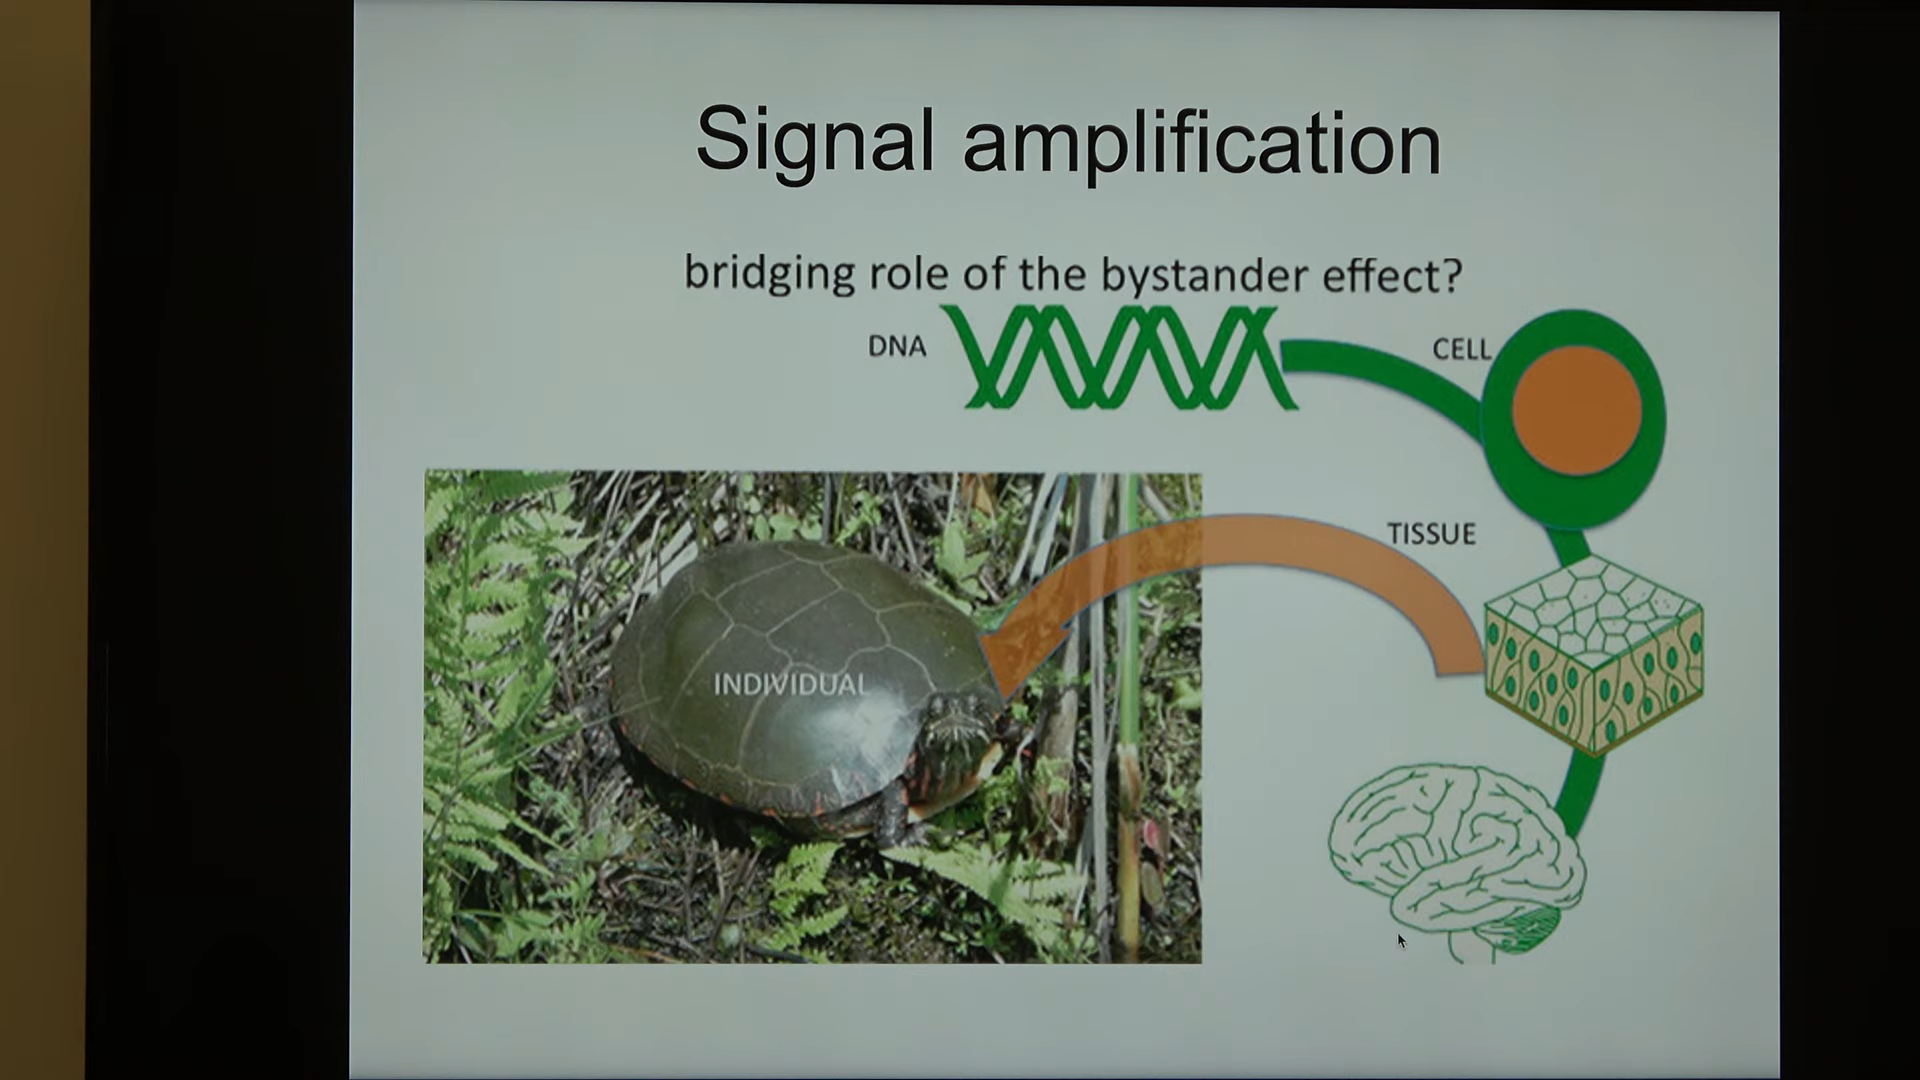 Signal amplification
bridging role of the bystander effect?
DNA
CELL
TISSUE
INDIVIDUAL